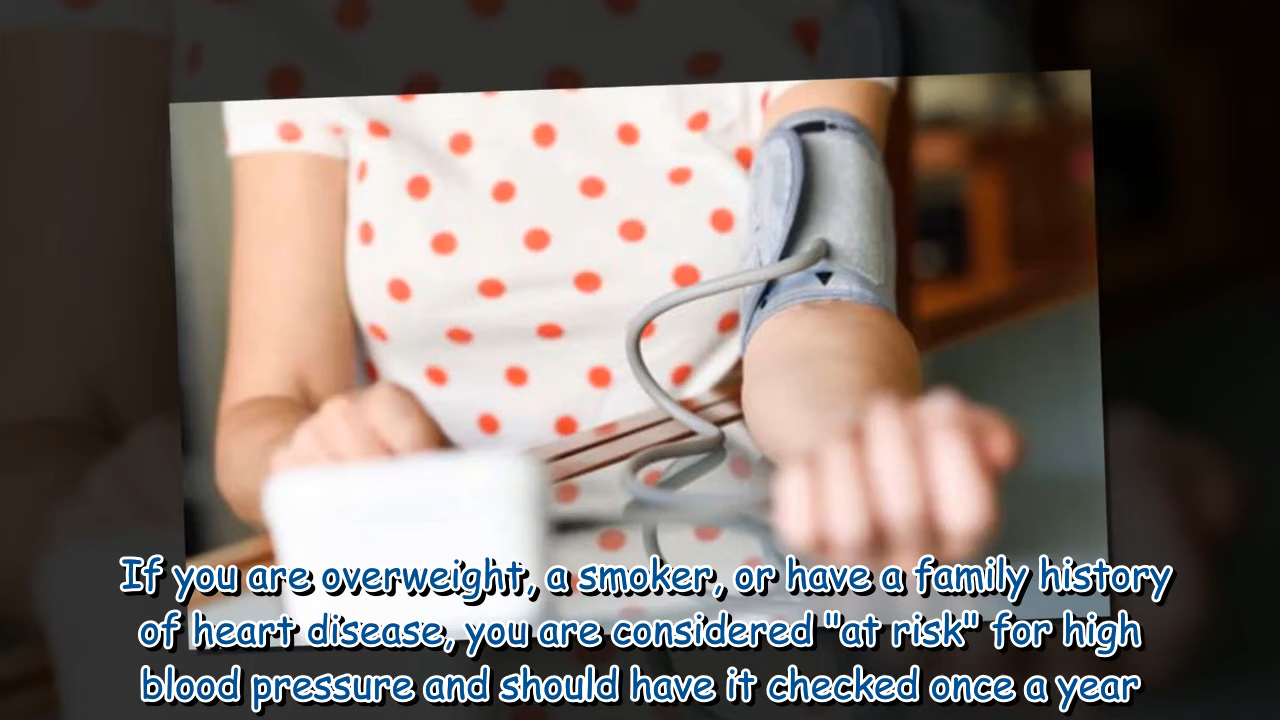 If you are overweight, a smoker, or have a family history
of heart disease, you are considered "at risk" for high
blood pressure and should have it checked once a year